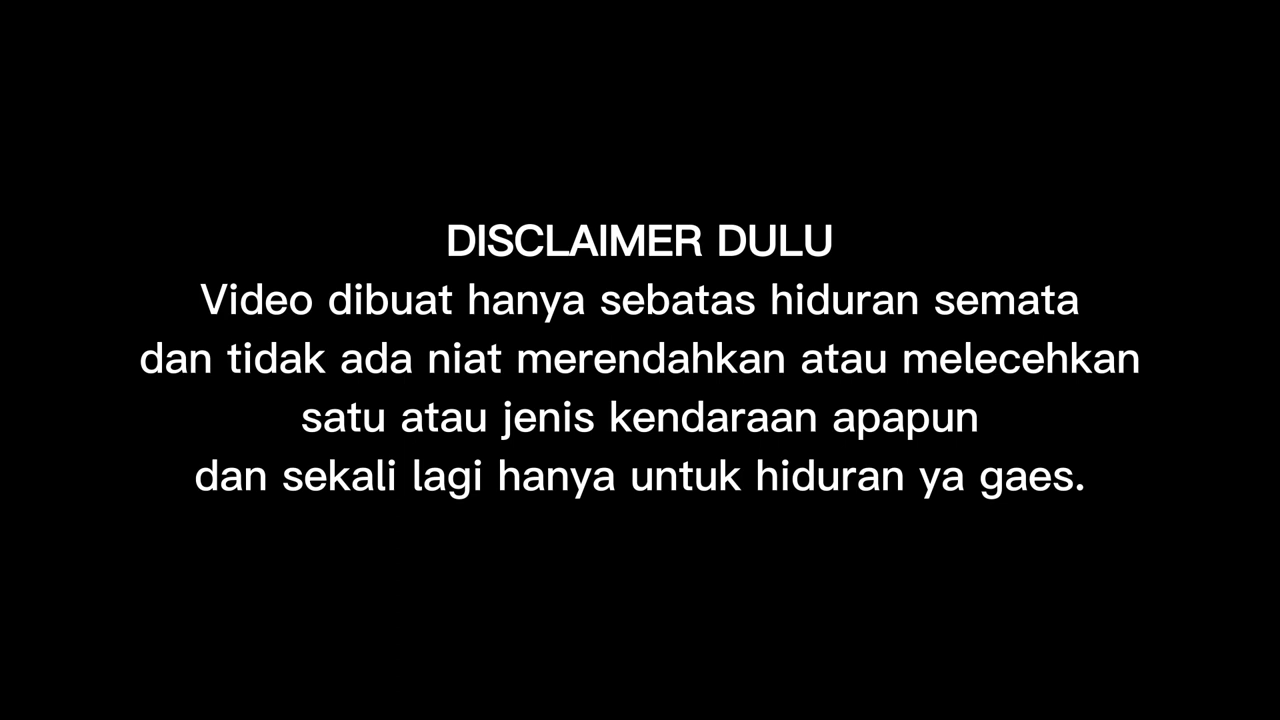 DISCLAIMER DULU
Video dibuat hanya sebatas hiduran semata
dan tidak ada niat merendahkan atau melecehkan
satu atau jenis kendaraan apapun
dan sekali lagi hanya untuk hiduran ya gaes.